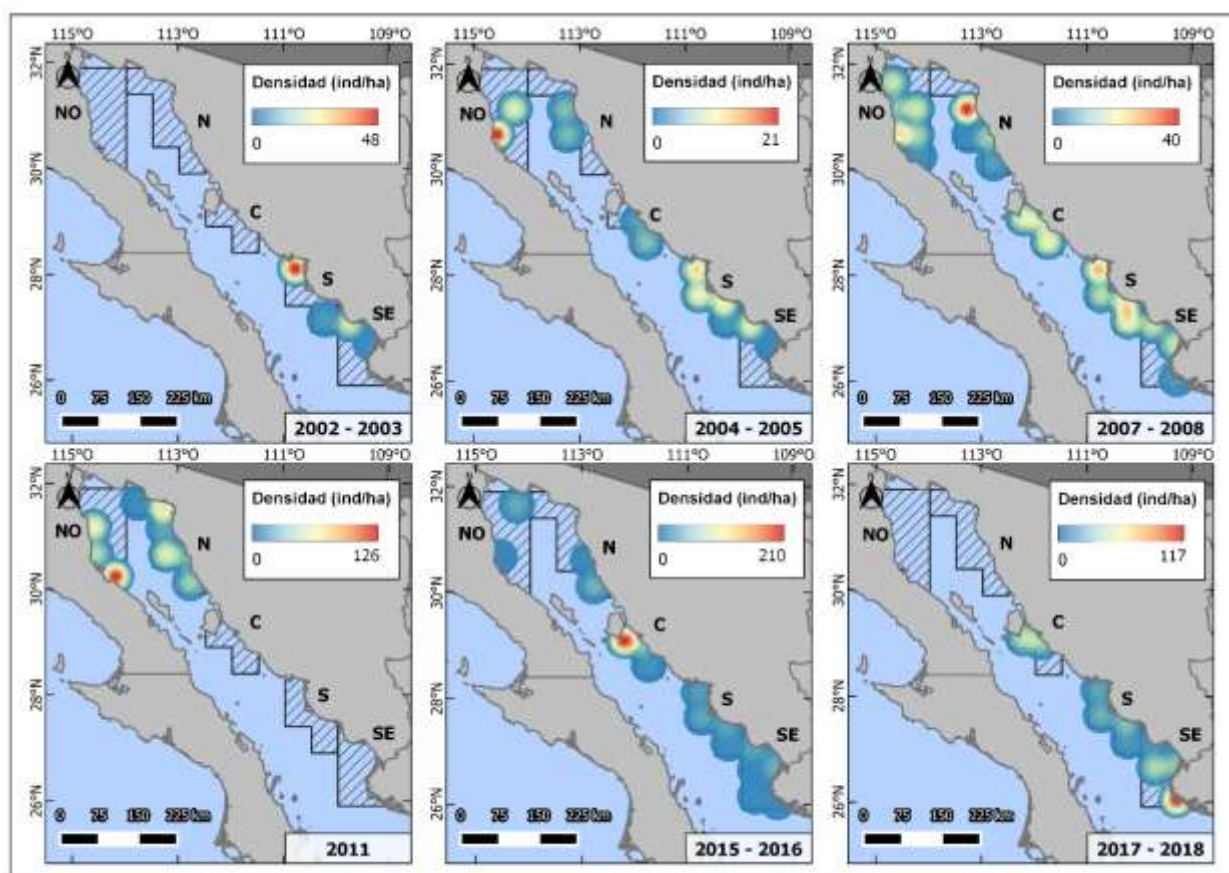 115°O 113°O 111°O 109°O
32°N
30°N
28°N
26°N
Densidad (ind/ha)
0 48
NO
N
C
S
SE
0 75 150 225 km
2002 - 2003
115°O 113°O 111°O 109°O
32°N
30°N
28°N
26°N
Densidad (ind/ha)
0 21
NO
N
C
S
SE
0 75 150 225 km
2004 - 2005
115°O 113°O 111°O 109°O
32°N
30°N
28°N
26°N
Densidad (ind/ha)
0 40
NO
N
C
S
SE
0 75 150 225 km
2007 - 2008
115°O 113°O 111°O 109°O
32°N
30°N
28°N
26°N
Densidad (ind/ha)
0 126
NO
N
C
S
SE
0 75 150 225 km
2011
115°O 113°O 111°O 109°O
32°N
30°N
28°N
26°N
Densidad (ind/ha)
0 210
NO
N
C
S
SE
0 75 150 225 km
2015 - 2016
115°O 113°O 111°O 109°O
32°N
30°N
28°N
26°N
Densidad (ind/ha)
0 117
NO
N
C
S
SE
0 75 150 225 km
2017 - 2018